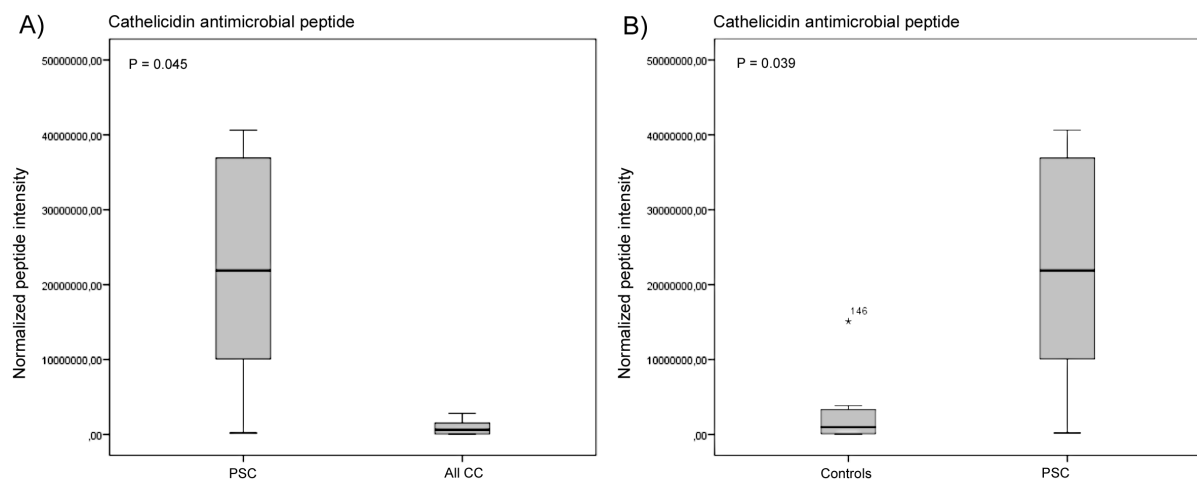 A)
Cathelicidin antimicrobial peptide
P = 0.045
Normalized peptide intensity
50000000,00
40000000,00
30000000,00
20000000,00
10000000,00
,00
PSC
All CC
B)
Cathelicidin antimicrobial peptide
P = 0.039
Normalized peptide intensity
50000000,00
40000000,00
30000000,00
20000000,00
10000000,00
,00
*146
Controls
PSC